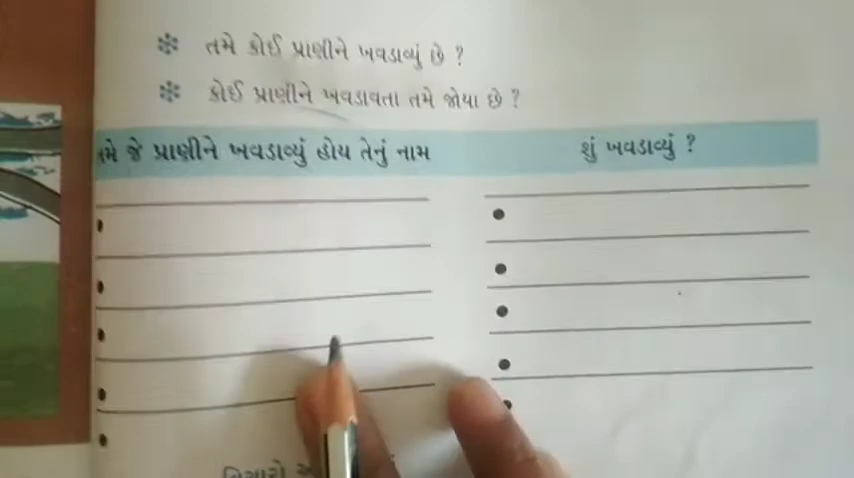 તમે કોઈ પ્રાણીને ખવડાવ્યું છે ?
કોઈ પ્રાણીને ખવડાવતા તમે જોયા છે ?
તમે જે પ્રાણીને ખવડાવ્યું હોય તેનું નામ શું ખવડાવ્યું ?